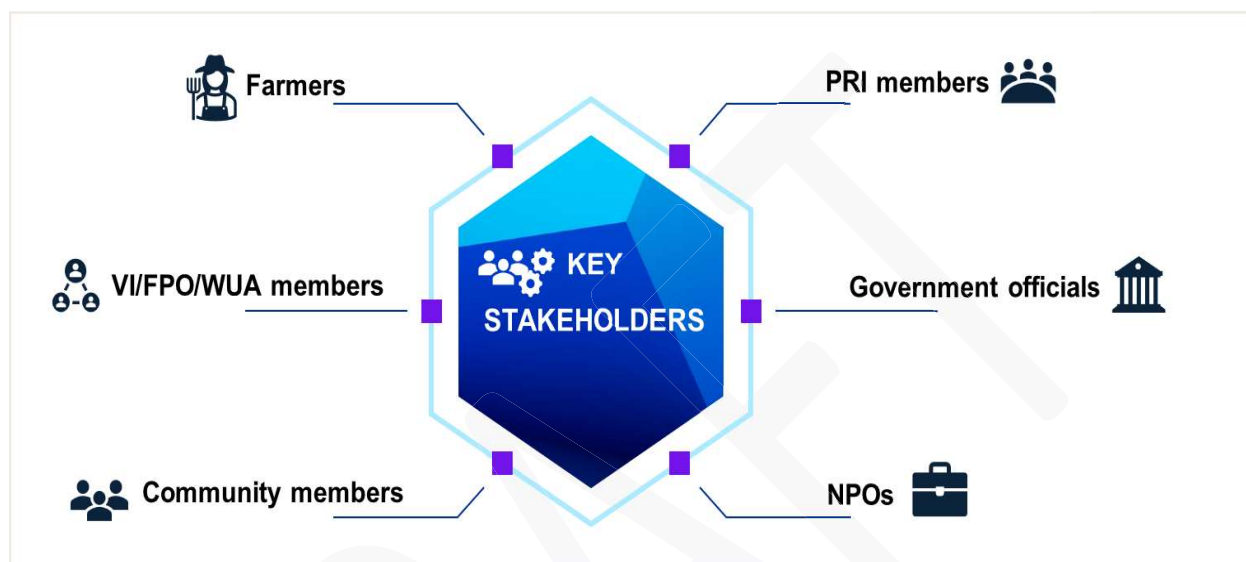 Farmers
PRI members
VI/FPO/WUA members
KEY
STAKEHOLDERS
Government officials
Community members
NPOs